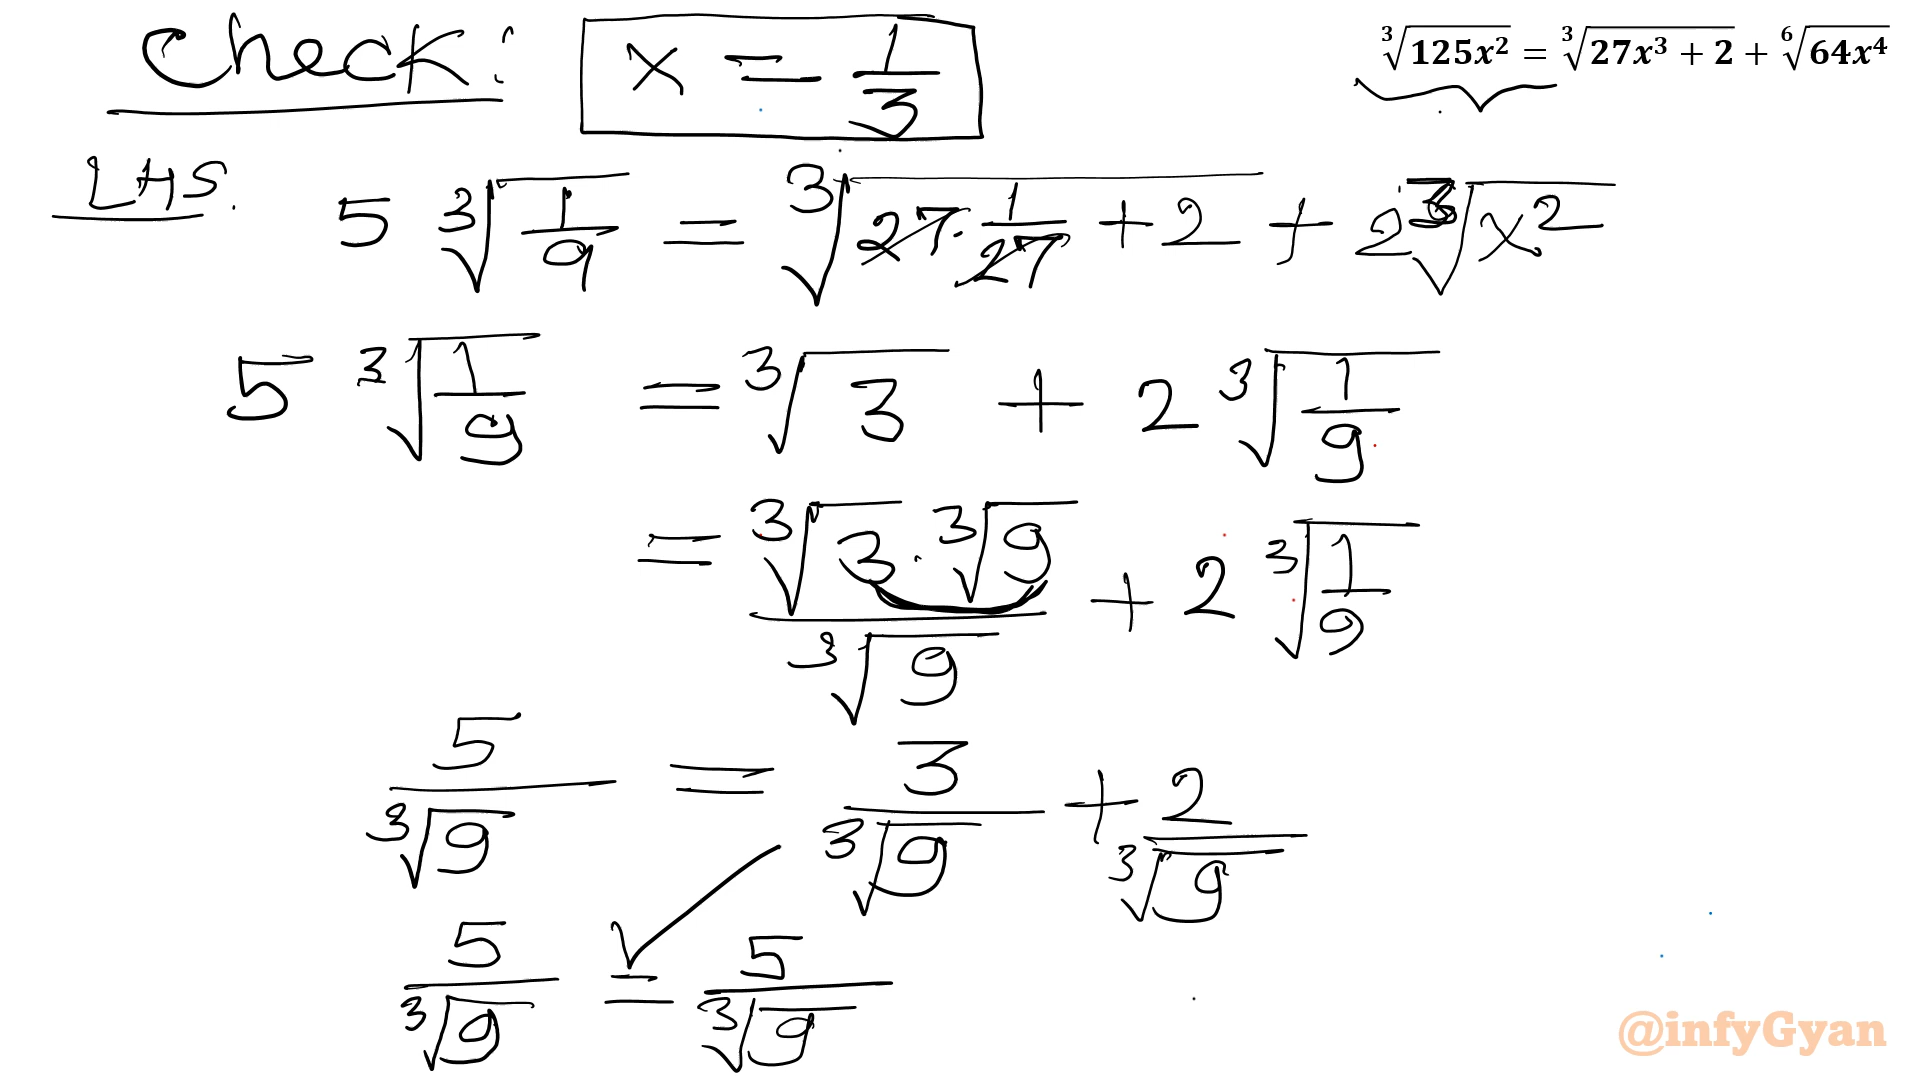 Check: x = 1/3
∛(125x²) = ∛(27x³ + 2) + ⁶√(64x⁴)
LHS.
5 ∛(1/9) = ∛(27 · 1/27 + 2) + 2 ∛(x²)
5 ∛(1/9) = ∛3 + 2 ∛(1/9)
= (∛3 · ∛9)/∛9 + 2 ∛(1/9)
5/∛9 = 3/∛9 + 2/∛9
5/∛9 = 5/∛9
@infyGyan